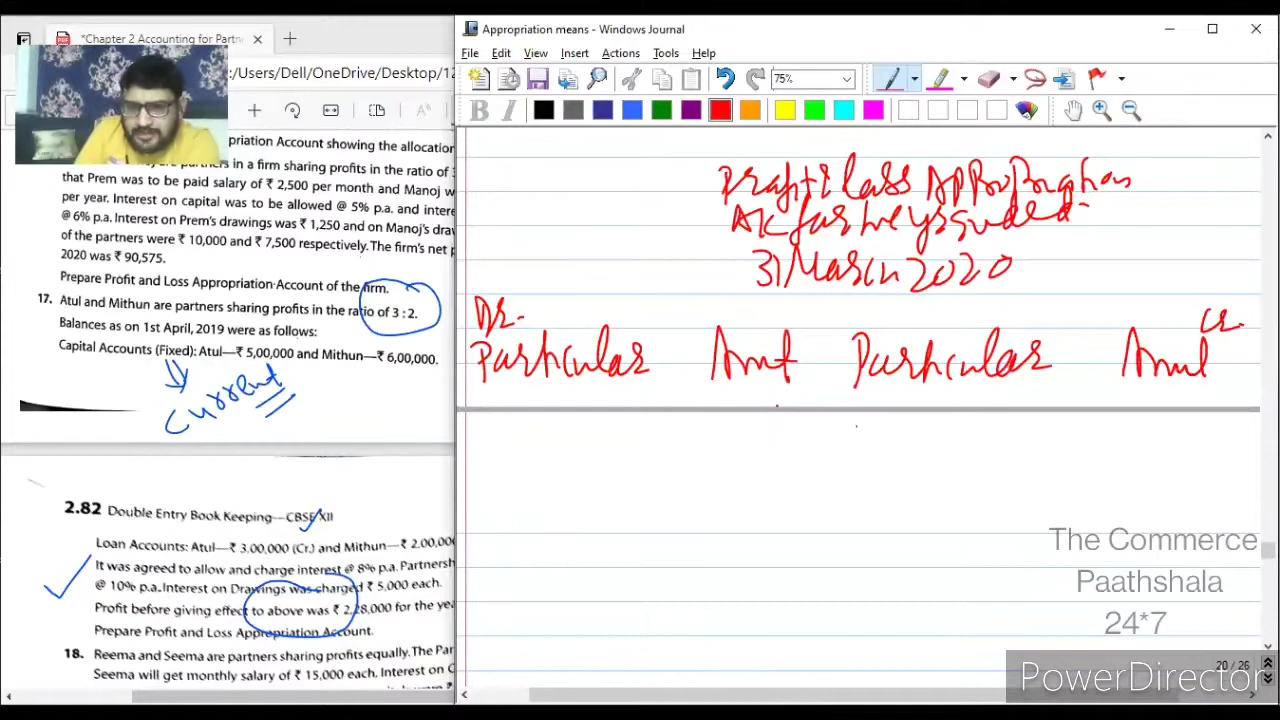 *Chapter 2 Accounting for Partne
:/Users/Dell/OneDrive/Desktop/12
priation Account showing the allocation
are partners in a firm sharing profits in the ratio of 3
that Prem was to be paid salary of ₹ 2,500 per month and Manoj w
per year. Interest on capital was to be allowed @ 5% p.a. and intere
@ 6% p.a. Interest on Prem's drawings was ₹ 1,250 and on Manoj's draw
of the partners were ₹ 10,000 and ₹ 7,500 respectively. The firm's net p
2020 was ₹ 90,575.
Prepare Profit and Loss Appropriation Account of the firm.
17. Atul and Mithun are partners sharing profits in the ratio of 3 : 2.
Balances as on 1st April, 2019 were as follows:
Capital Accounts (Fixed): Atul—₹ 5,00,000 and Mithun—₹ 6,00,000.
Current
2.82 Double Entry Book Keeping—CBSE XII
Loan Accounts: Atul—₹ 3,00,000 (Cr.) and Mithun—₹ 2,00,000
It was agreed to allow and charge interest @ 8% p.a. Partnersh
@ 10% p.a. Interest on Drawings was charged ₹ 5,000 each.
Profit before giving effect to above was ₹ 2,28,000 for the yea
Prepare Profit and Loss Appropriation Account.
18. Reema and Seema are partners sharing profits equally. The Par
Seema will get monthly salary of ₹ 15,000 each. Interest on C
Appropriation means - Windows Journal
File Edit View Insert Actions Tools Help
75%
B I
Profit & Loss Appropriation
A/c for the year ended
31 March 2020
Dr. Cr.
Particular Amt Particular Amt
The Commerce
Paathshala
24*7
20 / 26
PowerDirector